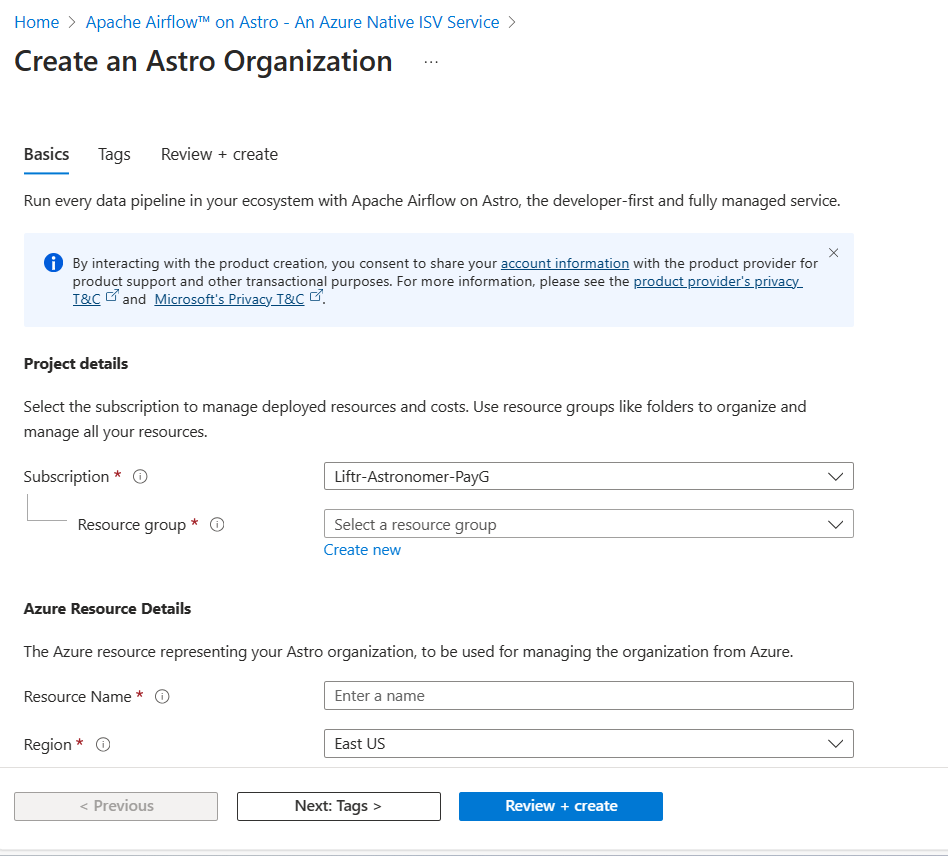 Home > Apache Airflow™ on Astro - An Azure Native ISV Service >
Create an Astro Organization ...
Basics Tags Review + create
Run every data pipeline in your ecosystem with Apache Airflow on Astro, the developer-first and fully managed service.
By interacting with the product creation, you consent to share your account information with the product provider for
product support and other transactional purposes. For more information, please see the product provider's privacy
T&C and Microsoft's Privacy T&C.
Project details
Select the subscription to manage deployed resources and costs. Use resource groups like folders to organize and
manage all your resources.
Subscription * Liftr-Astronomer-PayG
Resource group * Select a resource group
Create new
Azure Resource Details
The Azure resource representing your Astro organization, to be used for managing the organization from Azure.
Resource Name * Enter a name
Region * East US
< Previous Next: Tags > Review + create